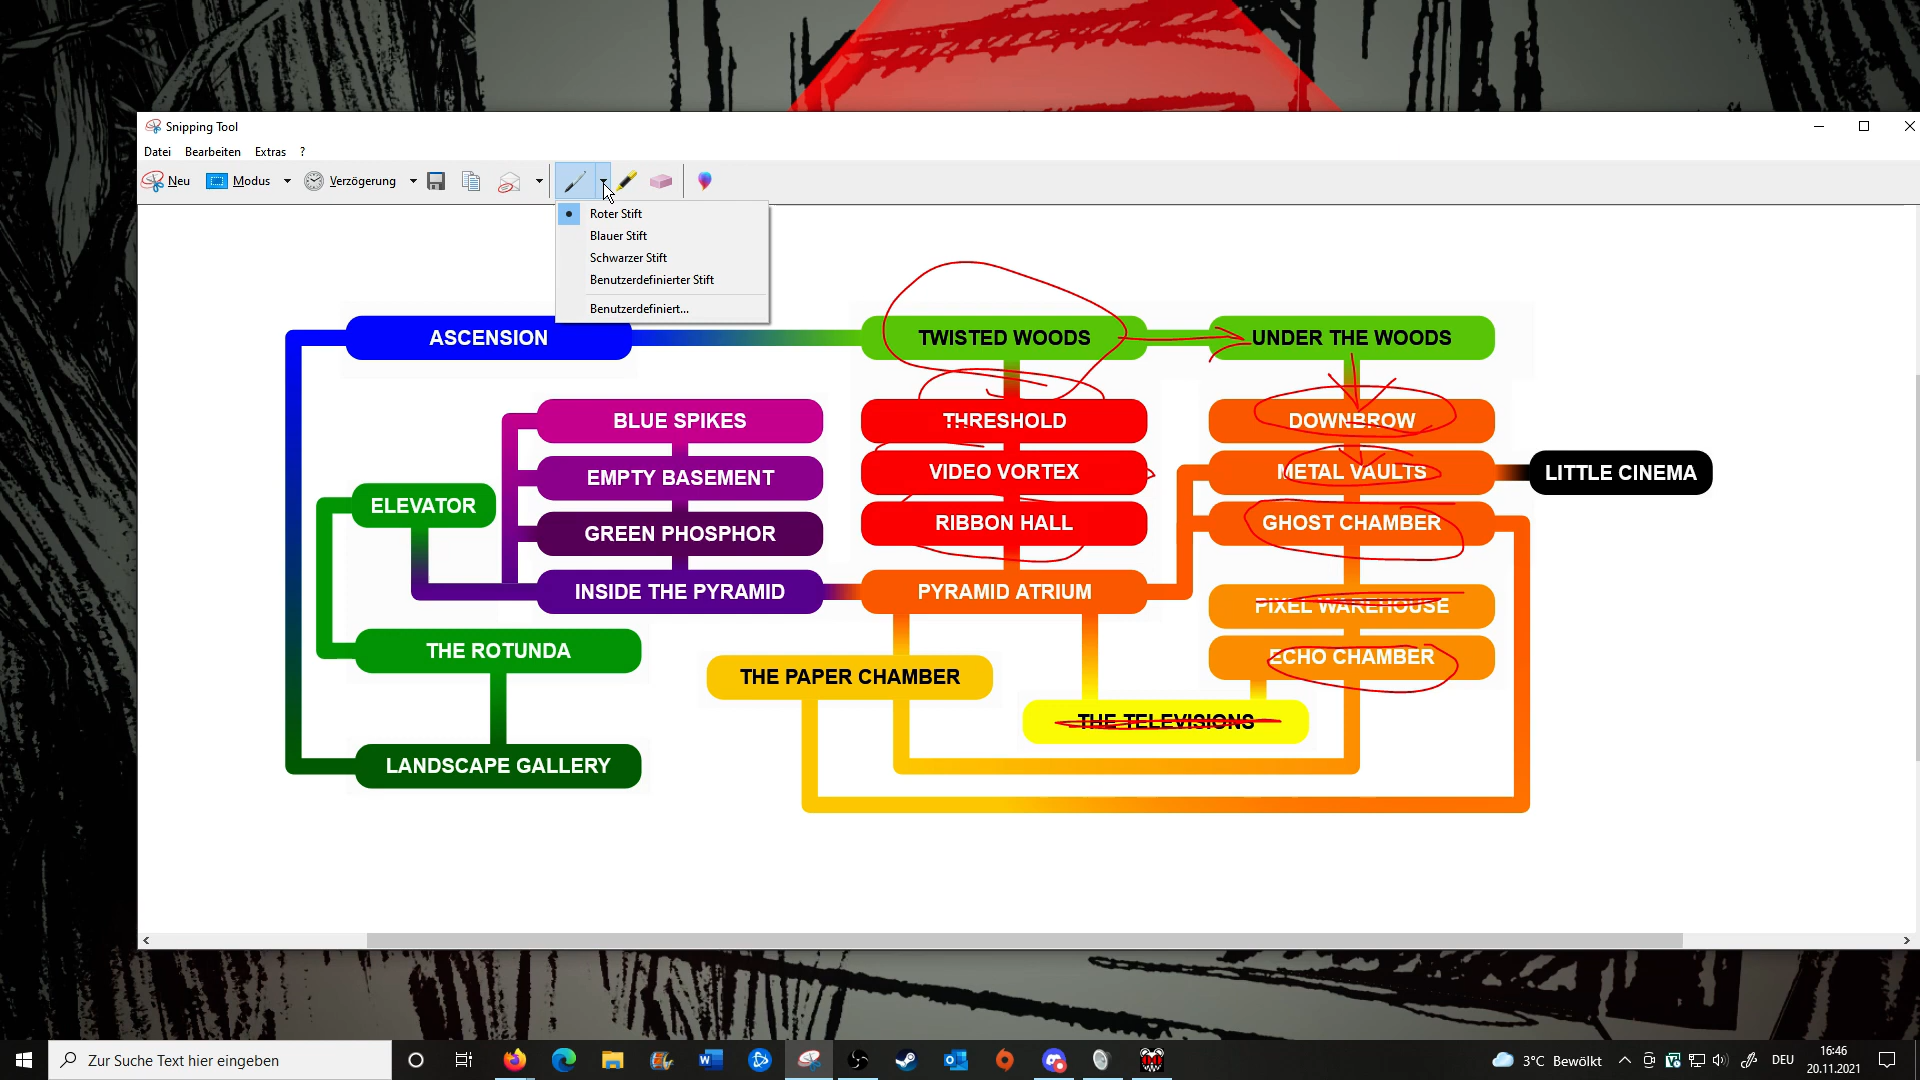 Snipping Tool
Datei Bearbeiten Extras ?
Neu Modus Verzögerung
Roter Stift
Blauer Stift
Schwarzer Stift
Benutzerdefinierter Stift
Benutzerdefiniert...
ASCENSION TWISTED WOODS UNDER THE WOODS
BLUE SPIKES THRESHOLD DOWNBROW
EMPTY BASEMENT VIDEO VORTEX METAL VAULTS LITTLE CINEMA
ELEVATOR
GREEN PHOSPHOR RIBBON HALL GHOST CHAMBER
INSIDE THE PYRAMID PYRAMID ATRIUM PIXEL WAREHOUSE
THE ROTUNDA ECHO CHAMBER
THE PAPER CHAMBER
THE TELEVISIONS
LANDSCAPE GALLERY
Zur Suche Text hier eingeben
3°C Bewölkt DEU 16:46
20.11.2021